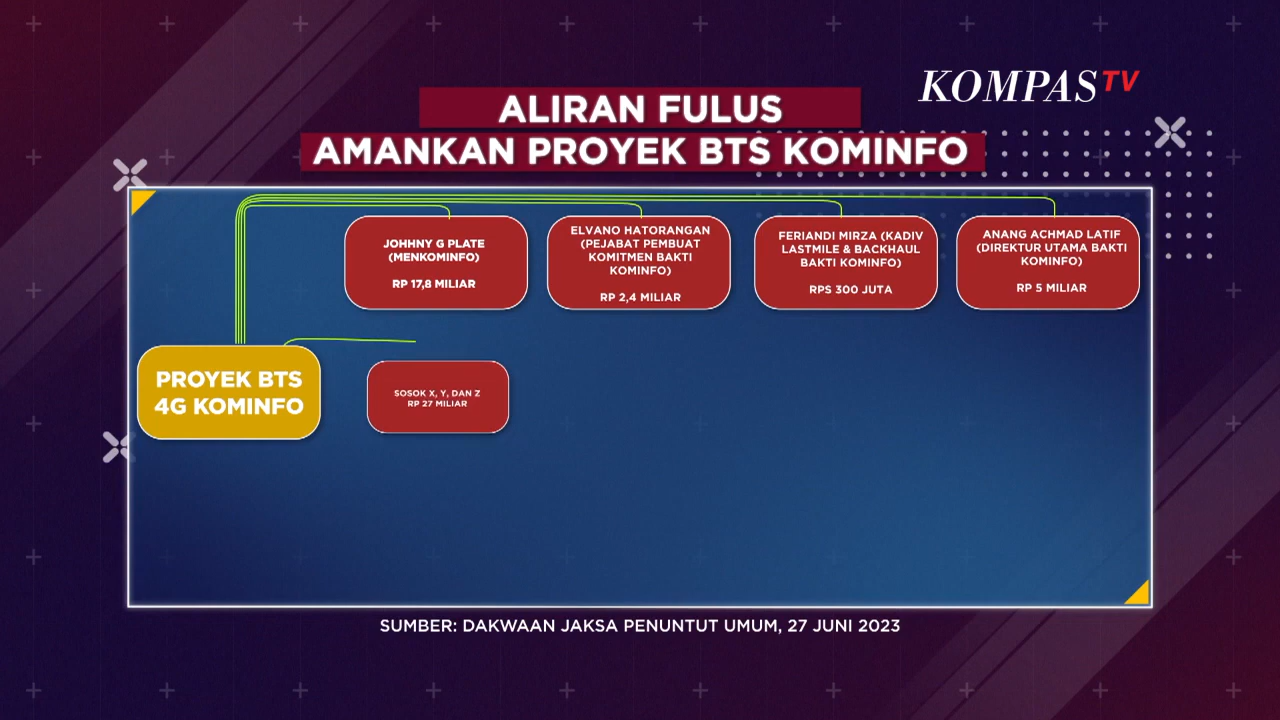 KOMPAS TV
ALIRAN FULUS
AMANKAN PROYEK BTS KOMINFO
JOHHNY G PLATE
(MENKOMINFO)
RP 17,8 MILIAR
ELVANO HATORANGAN
(PEJABAT PEMBUAT
KOMITMEN BAKTI
KOMINFO)
RP 2,4 MILIAR
FERIANDI MIRZA (KADIV
LASTMILE & BACKHAUL
BAKTI KOMINFO)
RPS 300 JUTA
ANANG ACHMAD LATIF
(DIREKTUR UTAMA BAKTI
KOMINFO)
RP 5 MILIAR
PROYEK BTS
4G KOMINFO
SOSOK X, Y, DAN Z
RP 27 MILIAR
SUMBER: DAKWAAN JAKSA PENUNTUT UMUM, 27 JUNI 2023